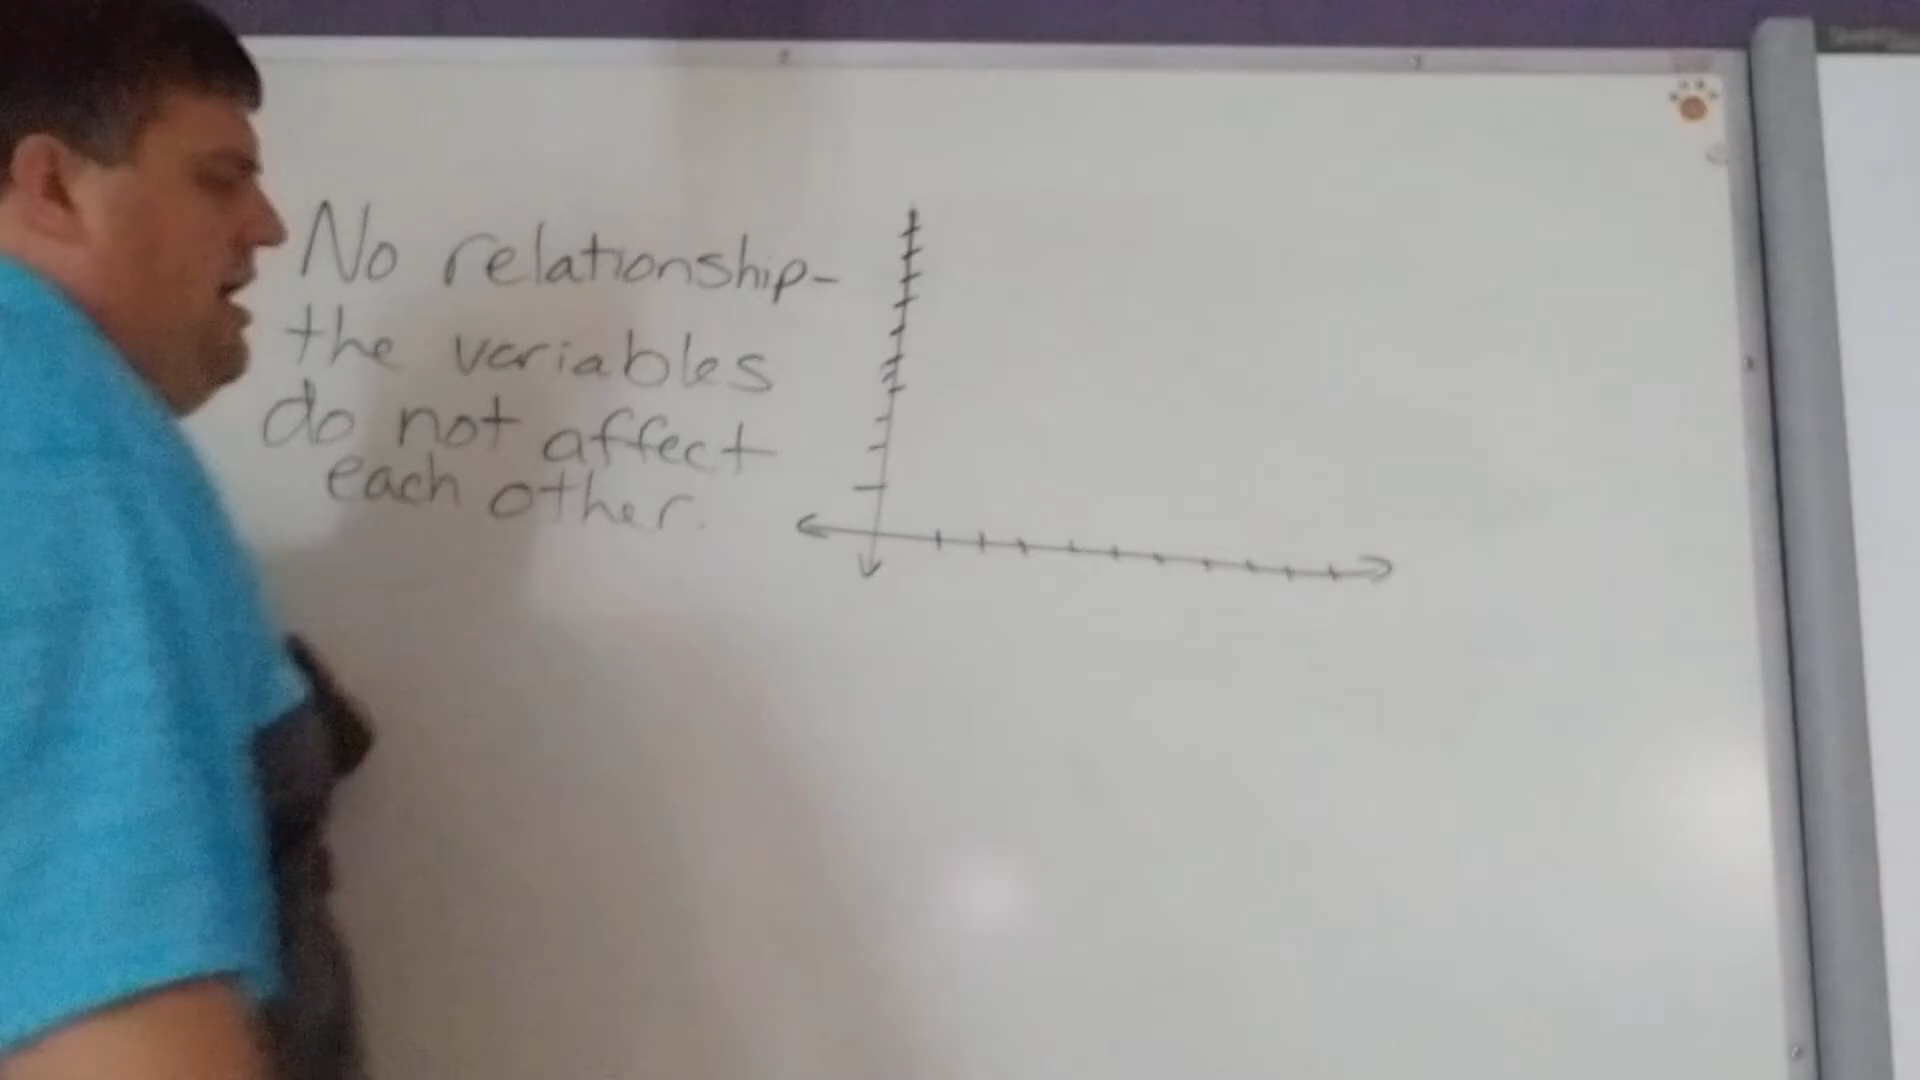 No relationship-
the variables
do not affect
each other.